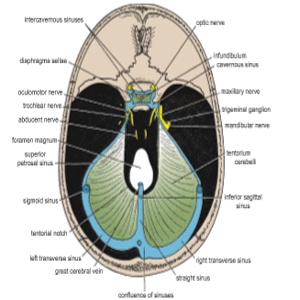 intercavernous sinuses
optic nerve
diaphragma sellae
infundibulum
cavernous sinus
oculomotor nerve
maxillary nerve
trochlear nerve
trigeminal ganglion
abducent nerve
mandibular nerve
foramen magnum
superior
petrosal sinus
tentorium
cerebelli
sigmoid sinus
inferior sagittal
sinus
tentorial notch
left transverse sinus
right transverse sinus
great cerebral vein
straight sinus
confluence of sinuses